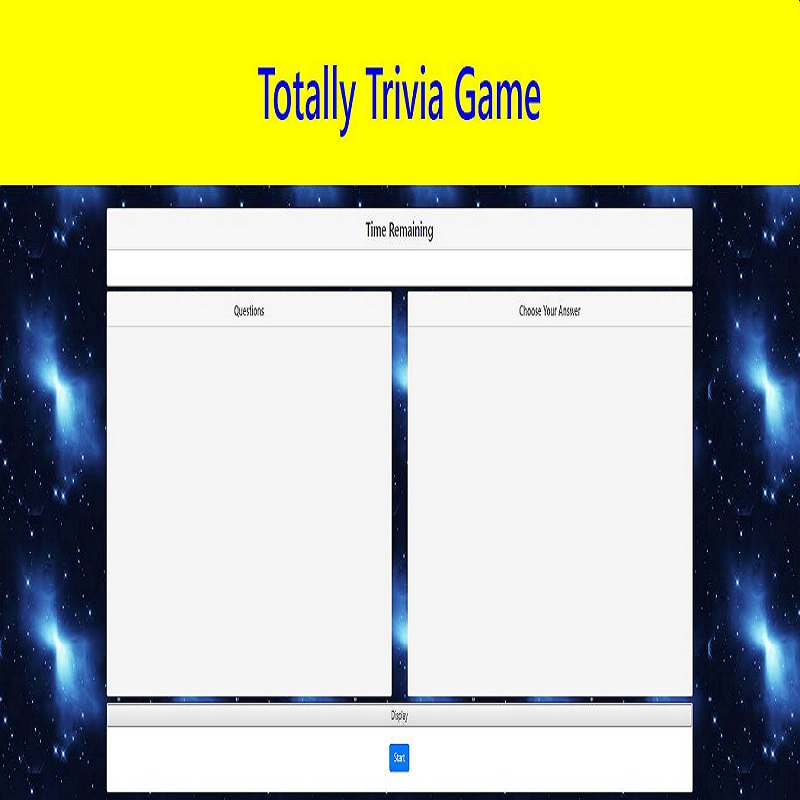 Totally Trivia Game
Time Remaining
Questions
Choose Your Answer
Display
Start